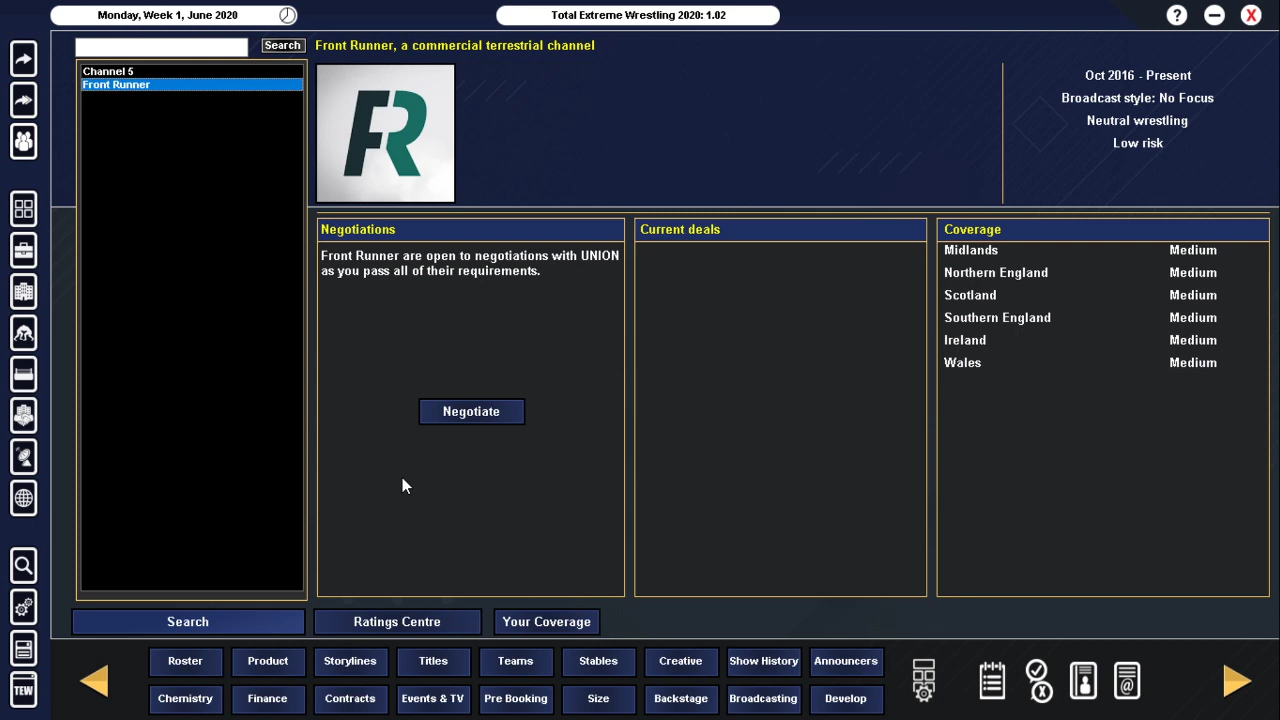 Monday, Week 1, June 2020
Total Extreme Wrestling 2020: 1.02
?
X
Search
Front Runner, a commercial terrestrial channel
Channel 5
Front Runner
FR
Oct 2016 - Present
Broadcast style: No Focus
Neutral wrestling
Low risk
Negotiations
Current deals
Coverage
Front Runner are open to negotiations with UNION
as you pass all of their requirements.
Negotiate
Midlands Medium
Northern England Medium
Scotland Medium
Southern England Medium
Ireland Medium
Wales Medium
Search
Ratings Centre
Your Coverage
Roster
Product
Storylines
Titles
Teams
Stables
Creative
Show History
Announcers
Chemistry
Finance
Contracts
Events & TV
Pre Booking
Size
Backstage
Broadcasting
Develop
TEW
X
@